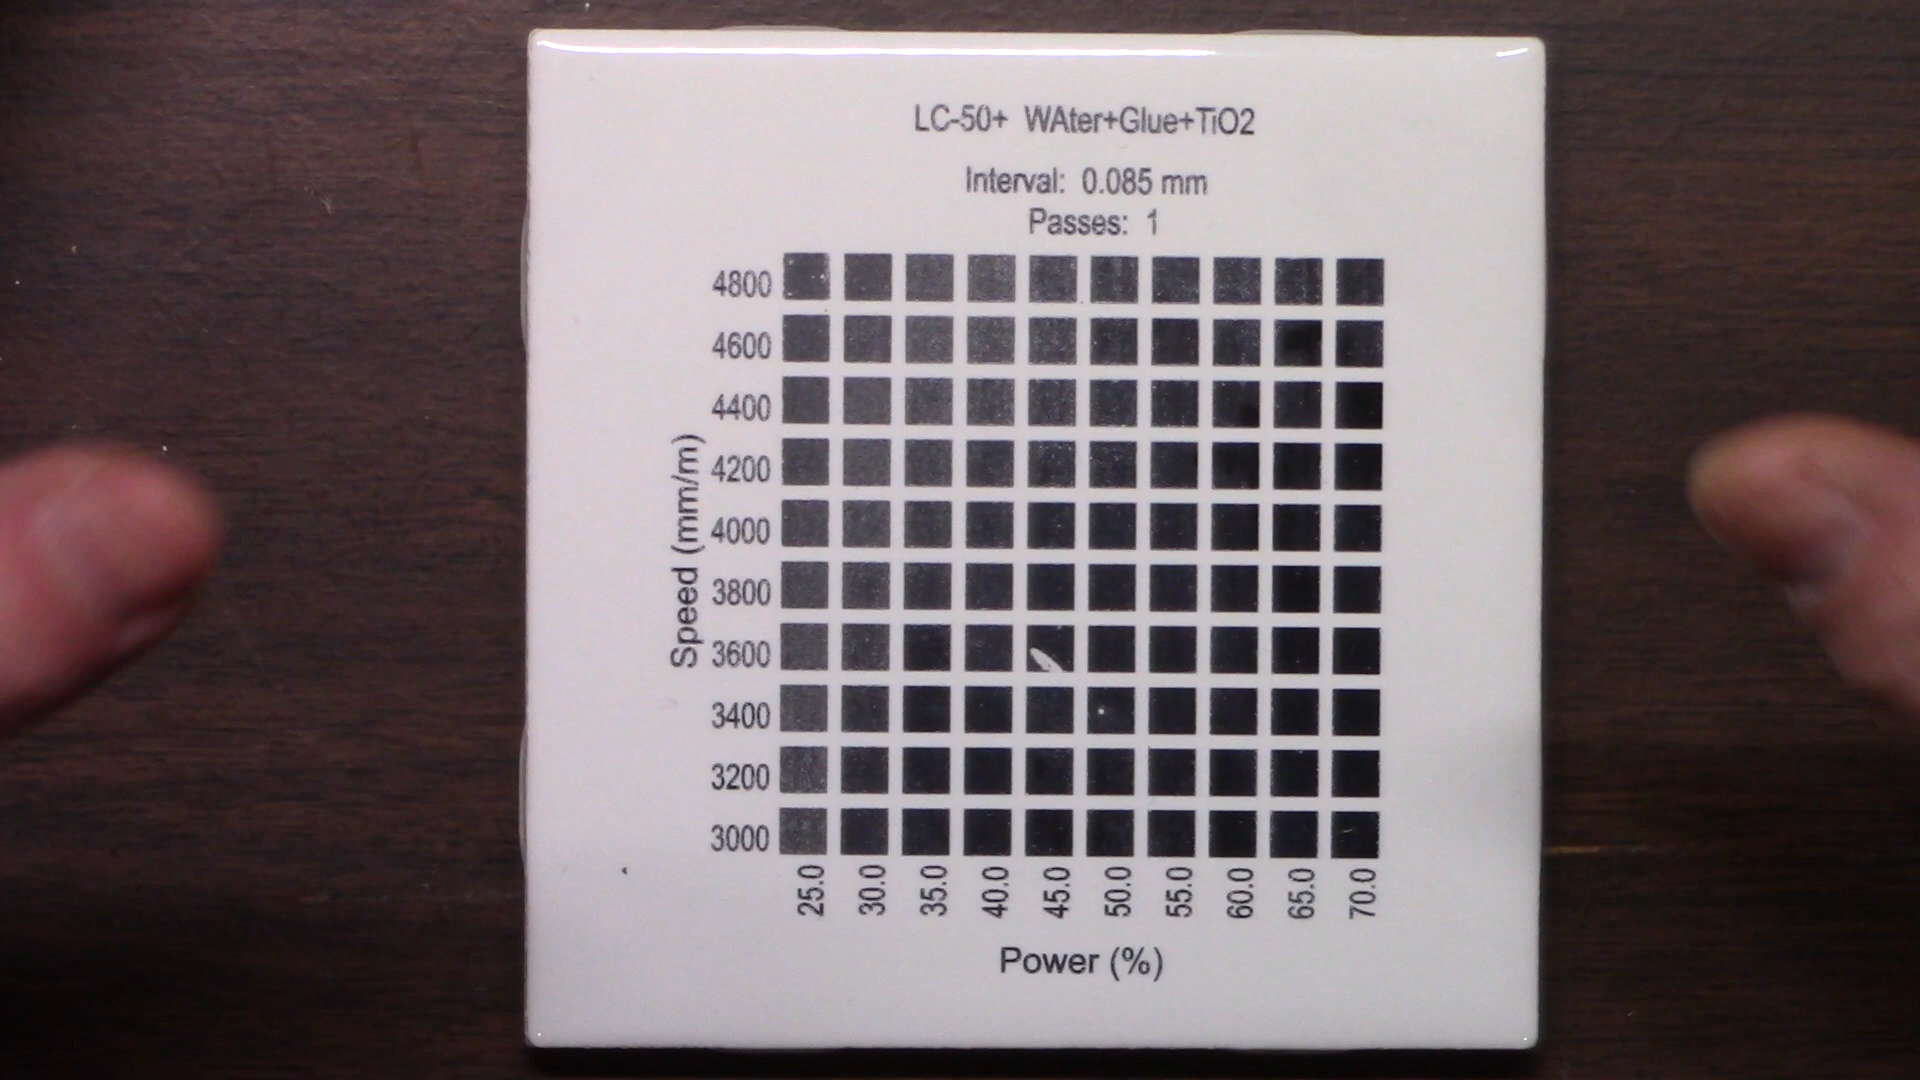 LC-50+ WAter+Glue+TiO2
Interval: 0.085 mm
Passes: 1
4800
4600
4400
4200
4000
3800
3600
3400
3200
3000
Speed (mm/m)
25.0 30.0 35.0 40.0 45.0 50.0 55.0 60.0 65.0 70.0
Power (%)